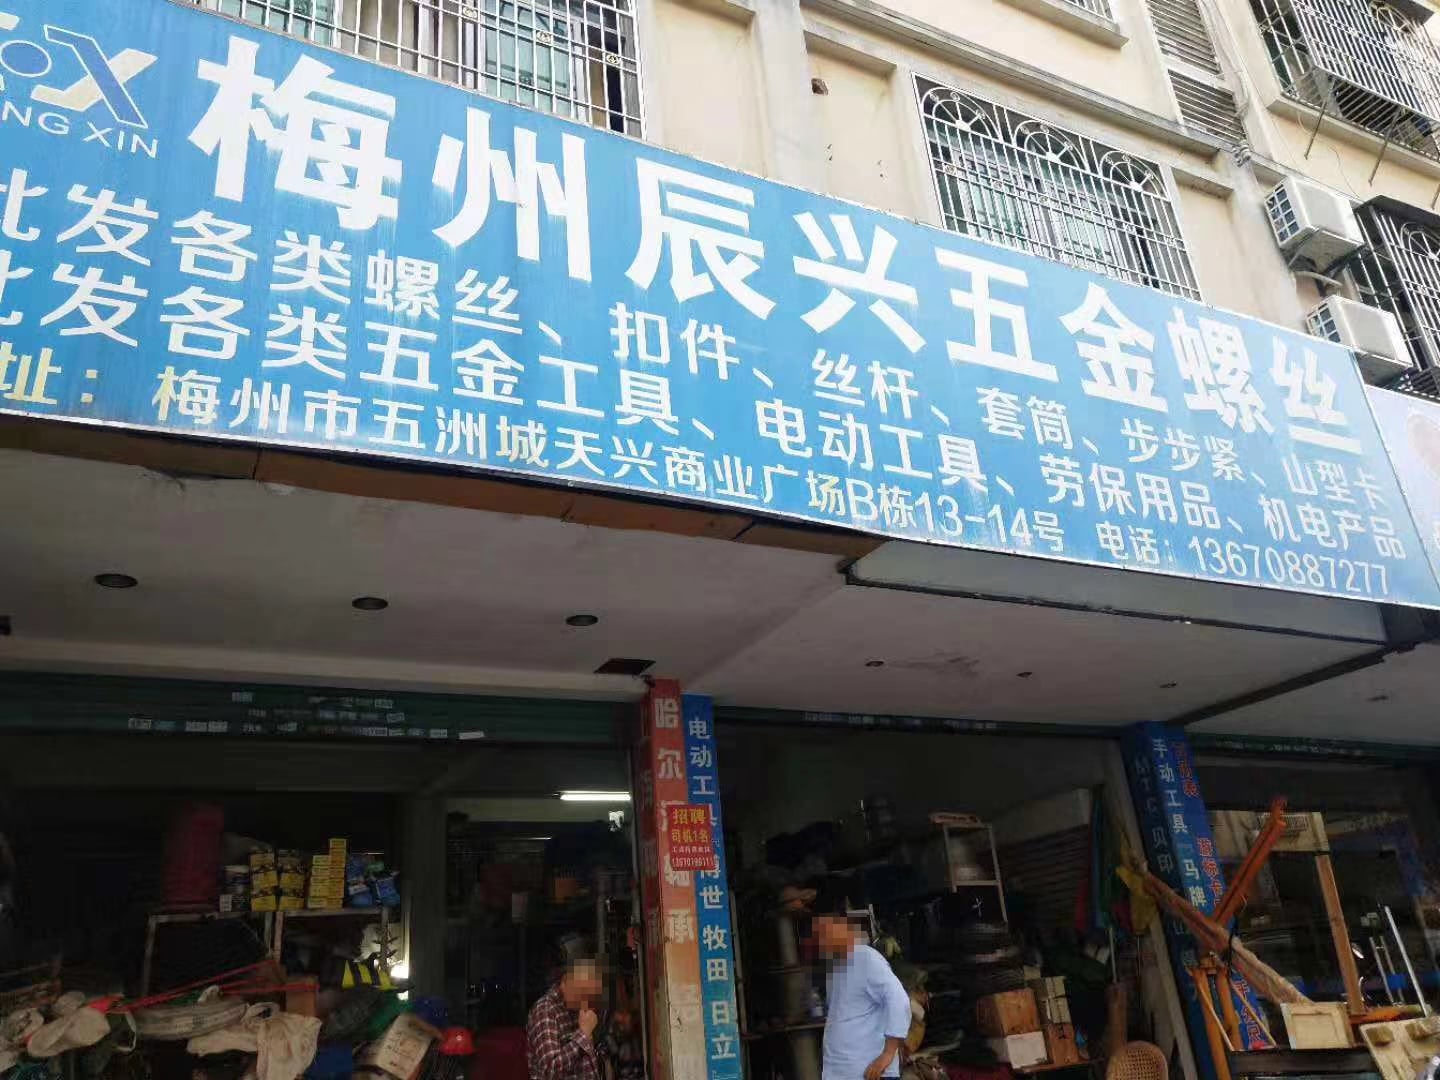 NG XIN
梅州辰兴五金螺丝
批发各类螺丝、扣件、丝杆、套筒、步步紧、山型卡
批发各类五金工具、电动工具、劳保用品、机电产品
址：梅州市五洲城天兴商业广场B栋13-14号 电话：13670887277
招聘
司机1名
电动工具
博世 牧田 日立
手动工具
马牌